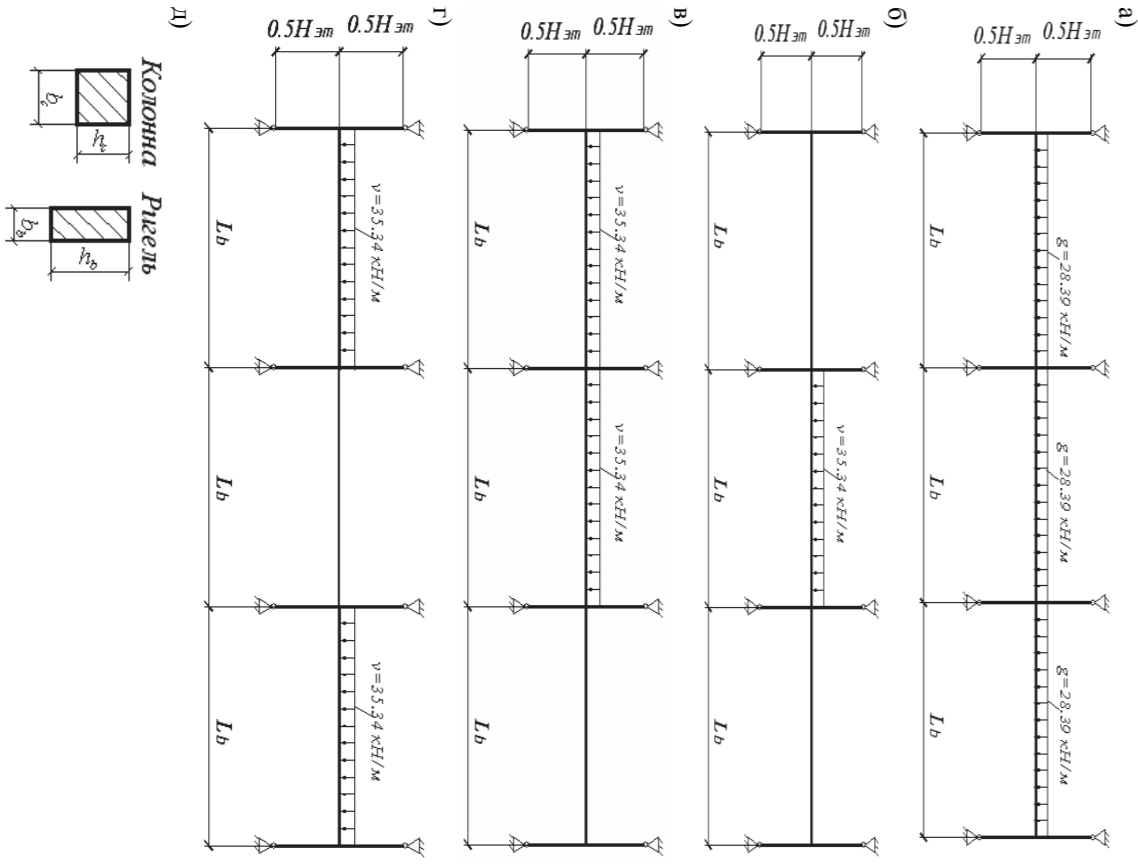 а)
0.5Hэт
g=28.39 кН/м
g=28.39 кН/м
g=28.39 кН/м
0.5Hэт
Lb
Lb
Lb
б)
0.5Hэт
ν=35.34 кН/м
0.5Hэт
Lb
Lb
Lb
в)
0.5Hэт
ν=35.34 кН/м
ν=35.34 кН/м
0.5Hэт
Lb
Lb
Lb
г)
0.5Hэт
ν=35.34 кН/м
ν=35.34 кН/м
0.5Hэт
Lb
Lb
Lb
д)
Колонна
Ригель
hc
bc
hb
bb